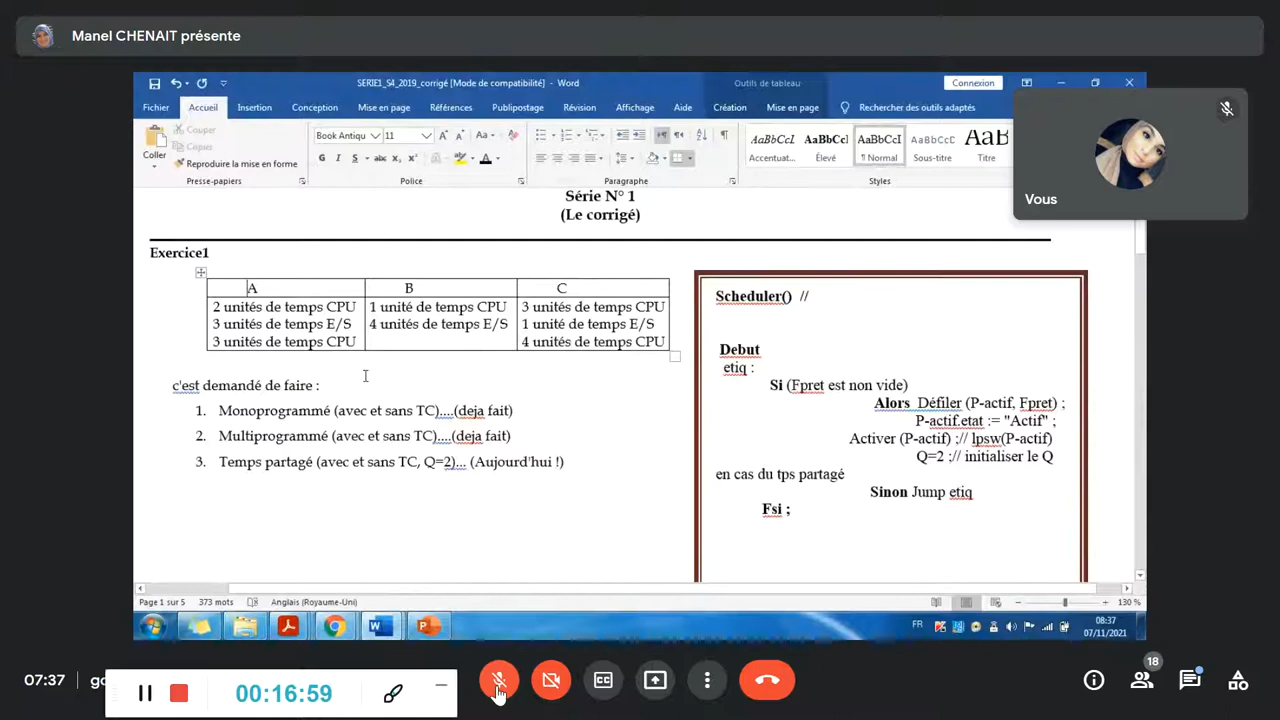 Manel CHENAIT présente
SERIE1_S4_2019_corrigé [Mode de compatibilité] - Word
Outils de tableau
Connexion
Fichier Accueil Insertion Conception Mise en page Références Publipostage Révision Affichage Aide Création Mise en page Rechercher des outils adaptés
Coller
Couper
Copier
Reproduire la mise en forme
Presse-papiers
Book Antiqu 11
Police
Paragraphe
AaBbCcI AaBbCcI AaBbCcI AaBbCcD AaB
Accentuat... Élevé ¶ Normal Sous-titre Titre
Styles
Vous
Série N° 1
(Le corrigé)
Exercice1
A B C
2 unités de temps CPU 1 unité de temps CPU 3 unités de temps CPU
3 unités de temps E/S 4 unités de temps E/S 1 unité de temps E/S
3 unités de temps CPU 4 unités de temps CPU
c'est demandé de faire :
1. Monoprogrammé (avec et sans TC)....(deja fait)
2. Multiprogrammé (avec et sans TC)....(deja fait)
3. Temps partagé (avec et sans TC, Q=2)... (Aujourd'hui !)
Scheduler() //
Debut
etiq :
Si (Fpret est non vide)
Alors Défiler (P-actif, Fpret) ;
P-actif.etat := "Actif" ;
Activer (P-actif) ;// lpsw(P-actif)
Q=2 ;// initialiser le Q
en cas du tps partagé
Sinon Jump etiq
Fsi ;
Page 1 sur 5 373 mots Anglais (Royaume-Uni) 130 %
FR 08:37
07/11/2021
07:37
00:16:59
18